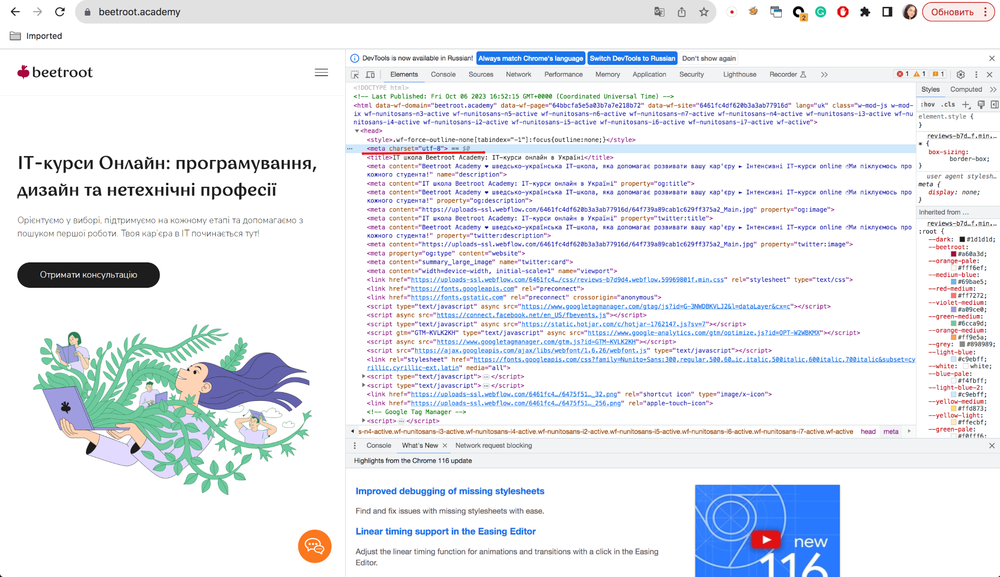 beetroot.academy
2
Обновить
Imported
beetroot
ІТ-курси Онлайн: програмування,
дизайн та нетехнічні професії
Орієнтуємо у виборі, підтримуємо на кожному етапі та допомагаємо з
пошуком першої роботи. Твоя кар'єра в ІТ починається тут!
Отримати консультацію
DevTools is now available in Russian! Always match Chrome's language Switch DevTools to Russian Don't show again
Elements Console Sources Network Performance Memory Application Security Lighthouse Recorder 1 1 1
<!DOCTYPE html>
<!-- Last Published: Fri Oct 06 2023 16:52:15 GMT+0000 (Coordinated Universal Time) -->
<html data-wf-domain="beetroot.academy" data-wf-page="64bbcfa5e5a03b7a7e218b72" data-wf-site="6461fc4df620b3a3ab77916d" lang="uk" class="w-mod-js w-mod-
ix wf-nunitosans-n3-active wf-nunitosans-n5-active wf-nunitosans-n6-active wf-nunitosans-n7-active wf-nunitosans-n4-active wf-nunitosans-i3-active wf-nu
nitosans-i4-active wf-nunitosans-i2-active wf-nunitosans-i5-active wf-nunitosans-i6-active wf-nunitosans-i7-active wf-active">
<head>
<style>.wf-force-outline-none[tabindex="-1"]:focus{outline:none;}</style>
<meta charset="utf-8"> == $0
<title>ІТ школа Beetroot Academy: ІТ-курси онлайн в Україні</title>
<meta content="Beetroot Academy ❤ шведсько-українська ІТ-школа, яка допомагає розвивати вашу кар'єру ► Інтенсивні ІТ-курси online ☝Ми піклуємось про
кожного студента!" name="description">
<meta content="ІТ школа Beetroot Academy: ІТ-курси онлайн в Україні" property="og:title">
<meta content="Beetroot Academy ❤ шведсько-українська ІТ-школа, яка допомагає розвивати вашу кар'єру ► Інтенсивні ІТ-курси online ☝Ми піклуємось про
кожного студента!" property="og:description">
<meta content="https://uploads-ssl.webflow.com/6461fc4df620b3a3ab77916d/64f739a89cab1c629ff375a2_Main.jpg" property="og:image">
<meta content="ІТ школа Beetroot Academy: ІТ-курси онлайн в Україні" property="twitter:title">
<meta content="Beetroot Academy ❤ шведсько-українська ІТ-школа, яка допомагає розвивати вашу кар'єру ► Інтенсивні ІТ-курси online ☝Ми піклуємось про
кожного студента!" property="twitter:description">
<meta content="https://uploads-ssl.webflow.com/6461fc4df620b3a3ab77916d/64f739a89cab1c629ff375a2_Main.jpg" property="twitter:image">
<meta property="og:type" content="website">
<meta content="summary_large_image" name="twitter:card">
<meta content="width=device-width, initial-scale=1" name="viewport">
<link href="https://uploads-ssl.webflow.com/6461fc4…/css/reviews-b7d9d4.webflow.59969801f.min.css" rel="stylesheet" type="text/css">
<link href="https://fonts.googleapis.com" rel="preconnect">
<link href="https://fonts.gstatic.com" rel="preconnect" crossorigin="anonymous">
<script type="text/javascript" async src="https://www.googletagmanager.com/gtag/js?id=G-3NWDBKVLJ2&l=dataLayer&cx=c"></script>
<script async src="https://connect.facebook.net/en_US/fbevents.js"></script>
<script type="text/javascript" async src="https://static.hotjar.com/c/hotjar-1762147.js?sv=7"></script>
<script gtm="GTM-KVLK2KH" type="text/javascript" async src="https://www.google-analytics.com/gtm/optimize.js?id=OPT-W2WBKMX"></script>
<script async src="https://www.googletagmanager.com/gtm.js?id=GTM-KVLK2KH"></script>
<script src="https://ajax.googleapis.com/ajax/libs/webfont/1.6.26/webfont.js" type="text/javascript"></script>
<link rel="stylesheet" href="https://fonts.googleapis.com/css?family=Nunito+Sans:300,regular,500,60…ic,italic,500italic,600italic,700italic&subset=cy
rillic,cyrillic-ext,latin" media="all">
<script type="text/javascript"> … </script>
<script type="text/javascript"> … </script>
<link href="https://uploads-ssl.webflow.com/6461fc4…/6475f51…_32.png" rel="shortcut icon" type="image/x-icon">
<link href="https://uploads-ssl.webflow.com/6461fc4…/6475f51…_256.png" rel="apple-touch-icon">
<!-- Google Tag Manager -->
<script> … </script>
s-n4-active.wf-nunitosans-i3-active.wf-nunitosans-i4-active.wf-nunitosans-i2-active.wf-nunitosans-i5-active.wf-nunitosans-i6-active.wf-nunitosans-i7-active.wf-active head meta
Styles Computed
:hov .cls
element.style {
}
reviews-b7d…f.min.…
* {
box-sizing:
border-box;
}
user agent stylesh…
meta {
display: none;
}
Inherited from …
reviews-b7d…f.min.…
:root {
--dark: #1d1d1d;
--beetroot:
#a60a3d;
--orange-pale:
#fff6ef;
--medium-blue:
#69bae5;
--red-medium:
#ff7272;
--violet-medium:
#a09ce0;
--green-medium:
#6cca9d;
--orange-medium:
#ff9e5a;
--grey: #898989;
--light-blue:
#c9ebff;
--white: white;
--blue-pale:
#f4fbff;
--light-blue-2:
#c9ebff;
--yellow-medium:
#ffd873;
--yellow-light:
#ffecbf;
--green-pale:
#f0fff6;
Console What's New Network request blocking
Highlights from the Chrome 116 update
Improved debugging of missing stylesheets
Find and fix issues with missing stylesheets with ease.
Linear timing support in the Easing Editor
Adjust the linear timing function for animations and transitions with a click in the Easing
Editor.
new
116